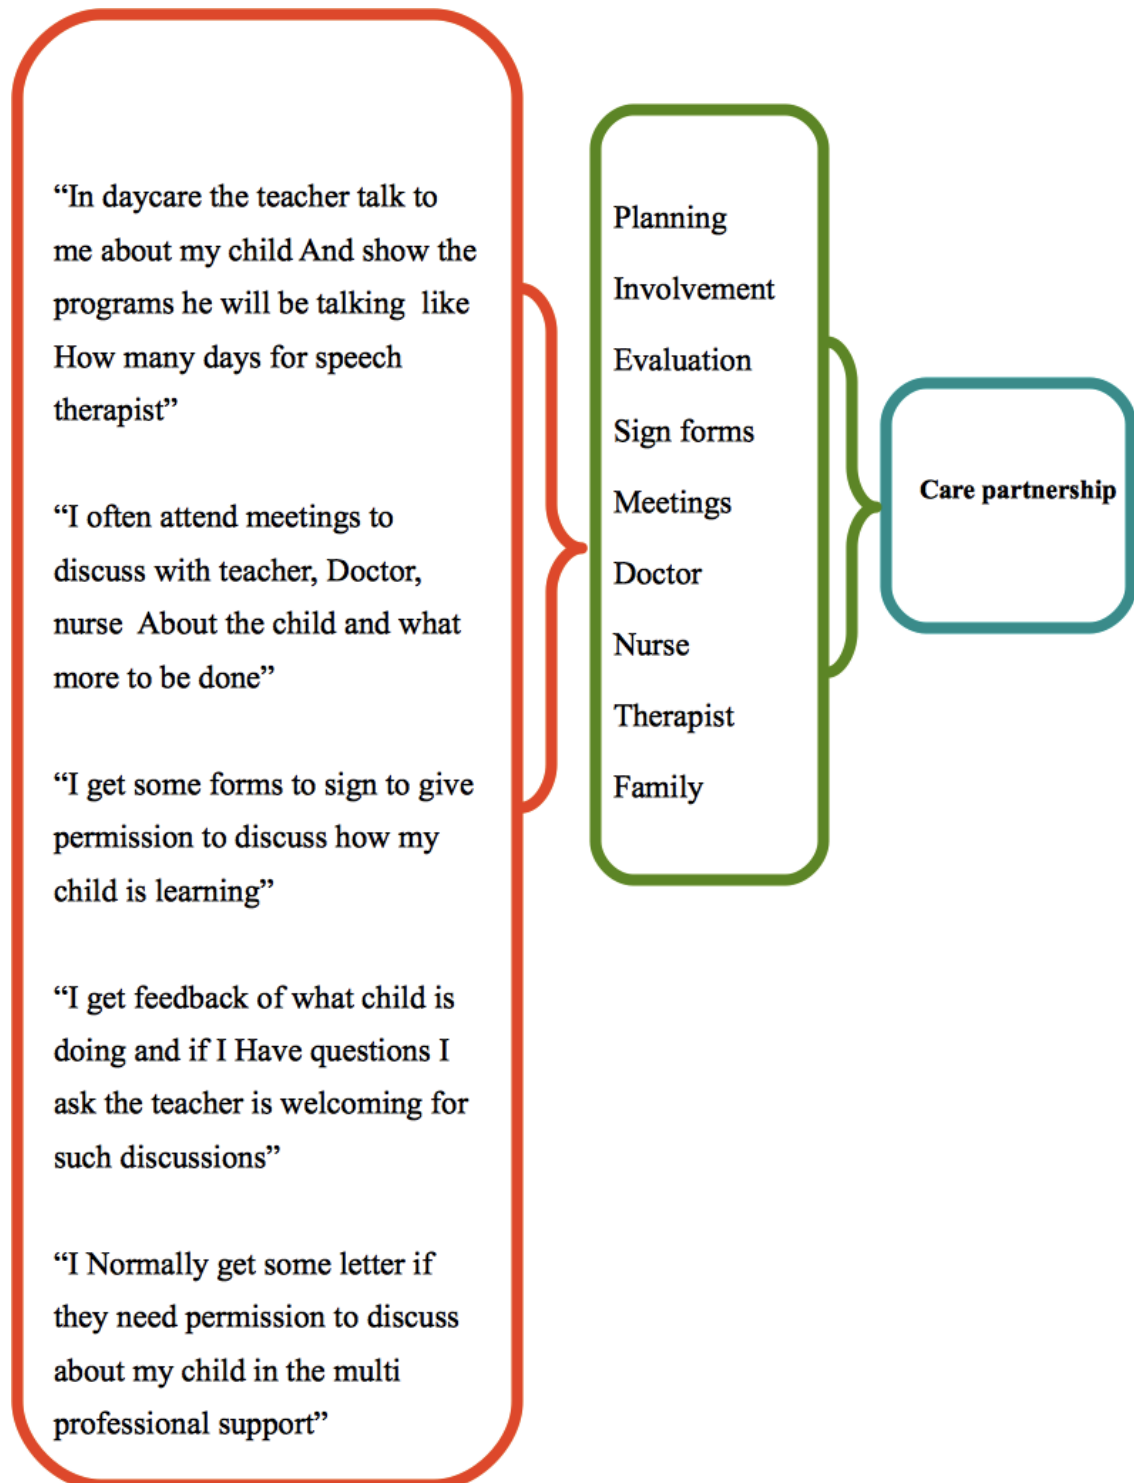 “In daycare the teacher talk to
me about my child And show the
programs he will be talking  like
How many days for speech
therapist”
“I often attend meetings to
discuss with teacher, Doctor,
nurse  About the child and what
more to be done”
“I get some forms to sign to give
permission to discuss how my
child is learning”
“I get feedback of what child is
doing and if I Have questions I
ask the teacher is welcoming for
such discussions”
“I Normally get some letter if
they need permission to discuss
about my child in the multi
professional support”
Planning
Involvement
Evaluation
Sign forms
Meetings
Doctor
Nurse
Therapist
Family
Care partnership